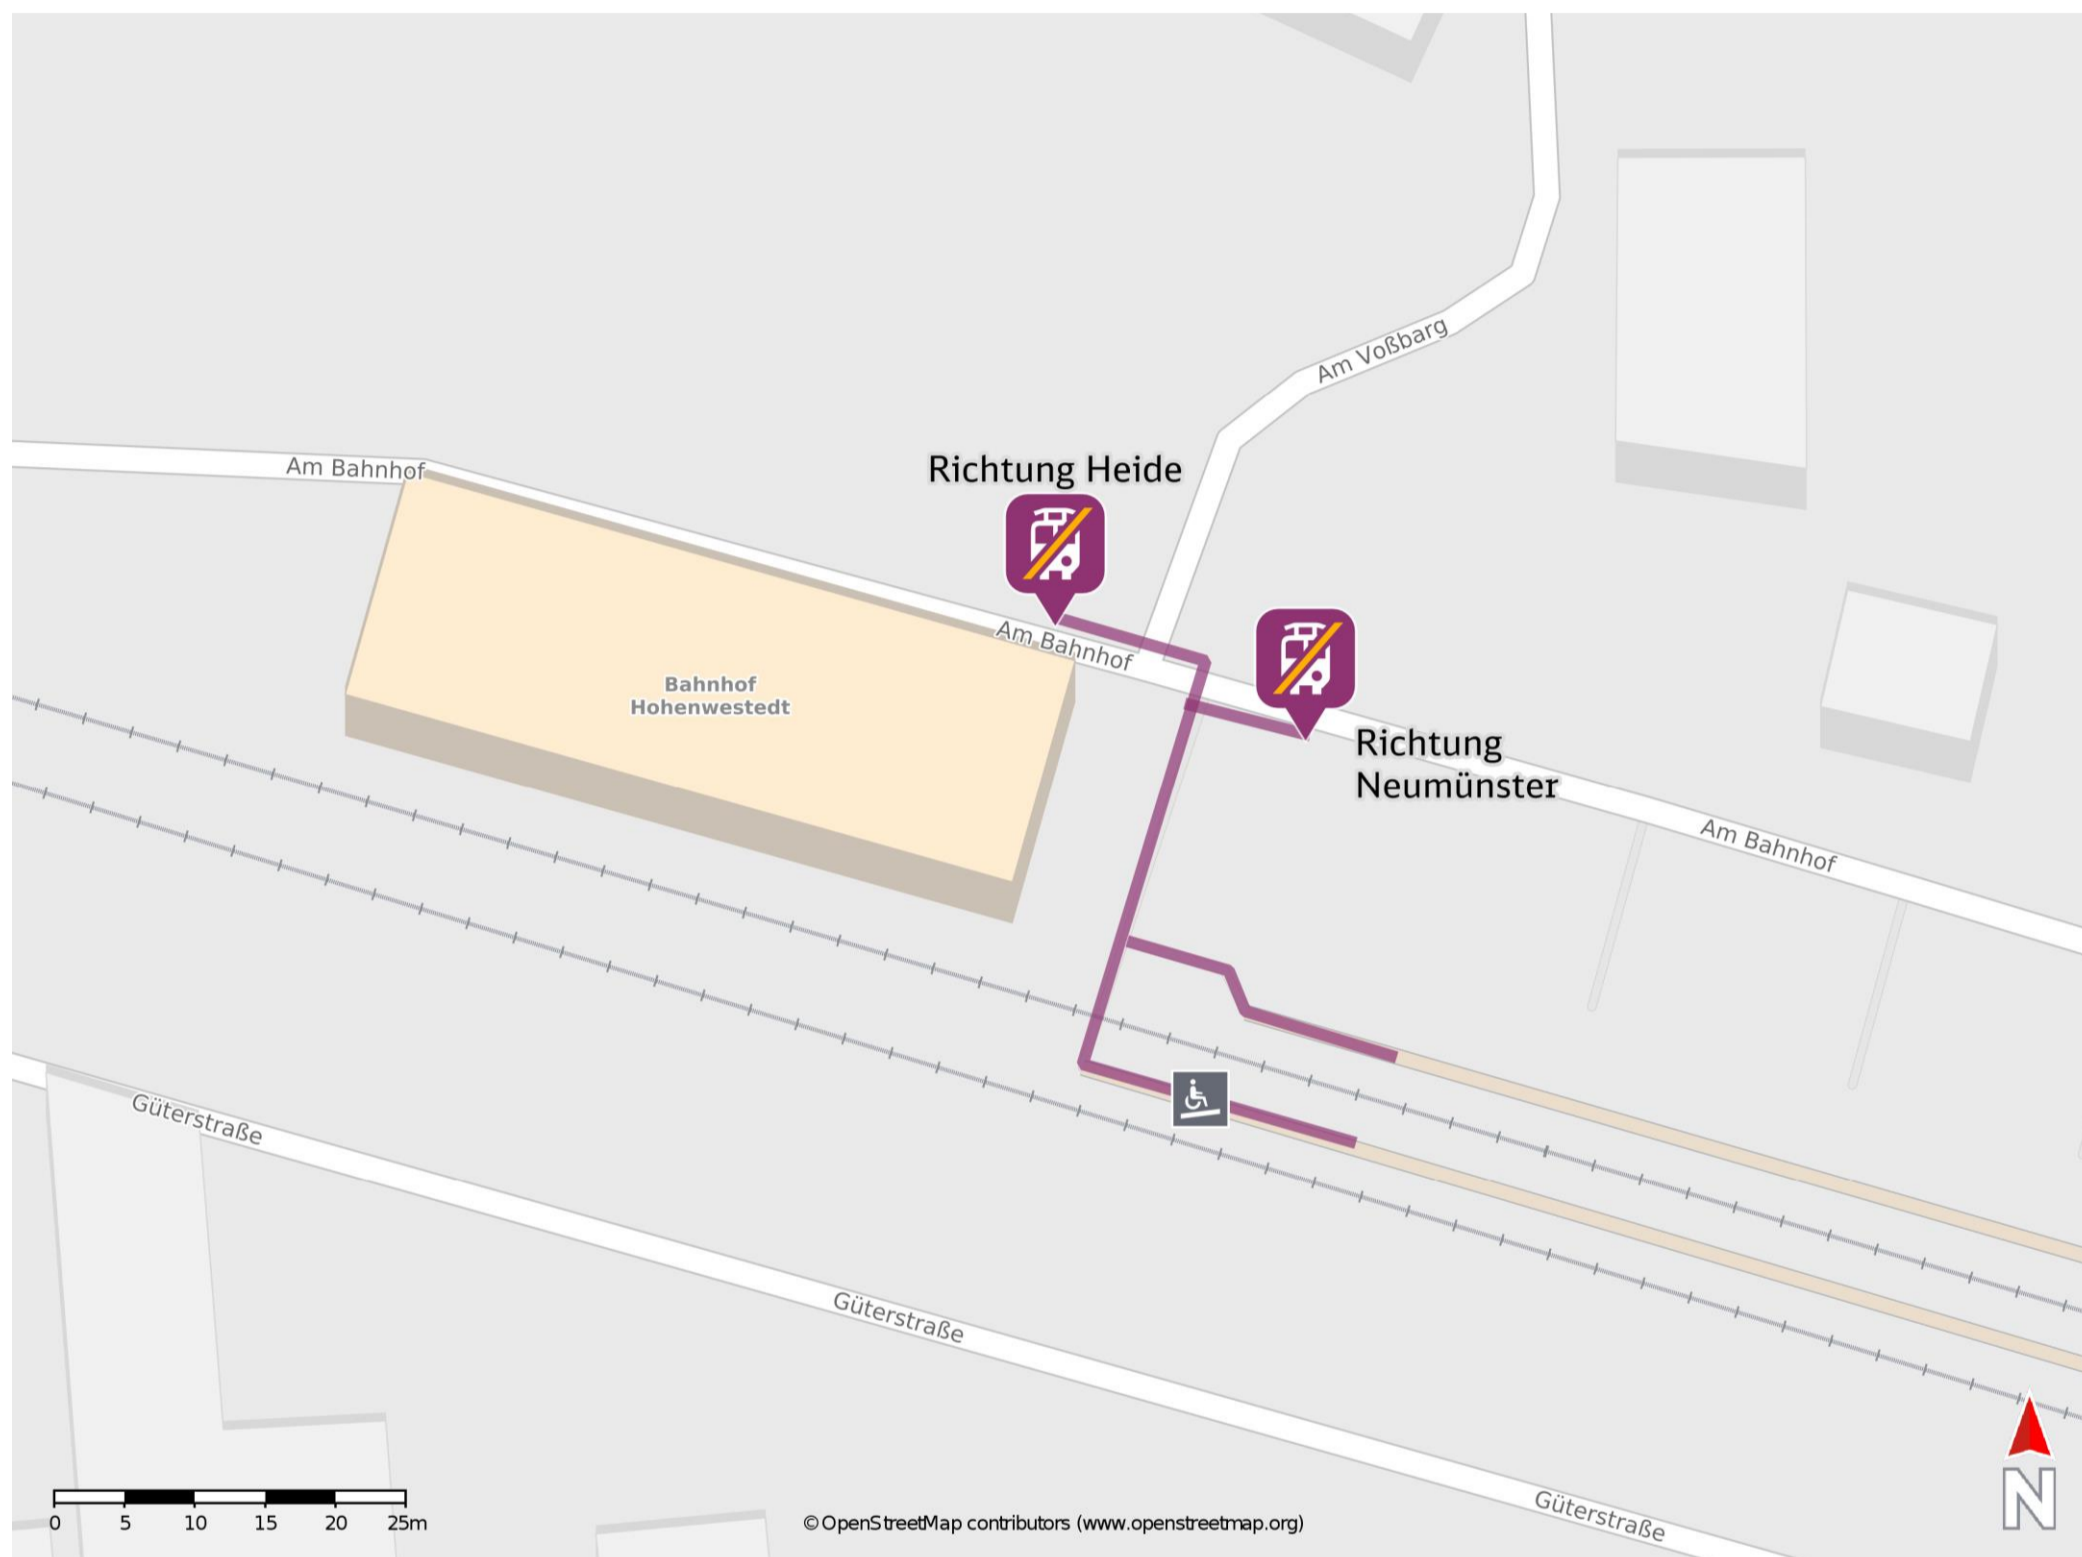 Am Voßbarg
Am Bahnhof
Richtung Heide
Am Bahnhof
Bahnhof
Hohenwestedt
Richtung
Neumünster
Am Bahnhof
Güterstraße
Güterstraße
Güterstraße
0 5 10 15 20 25m
© OpenStreetMap contributors (www.openstreetmap.org)
N